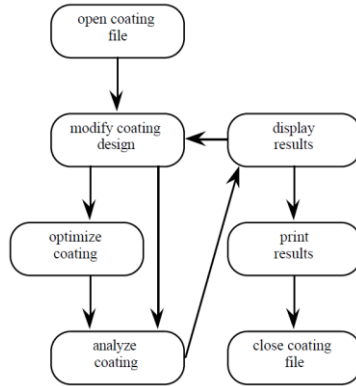 open coating
file
modify coating
design
display
results
optimize
coating
print
results
analyze
coating
close coating
file